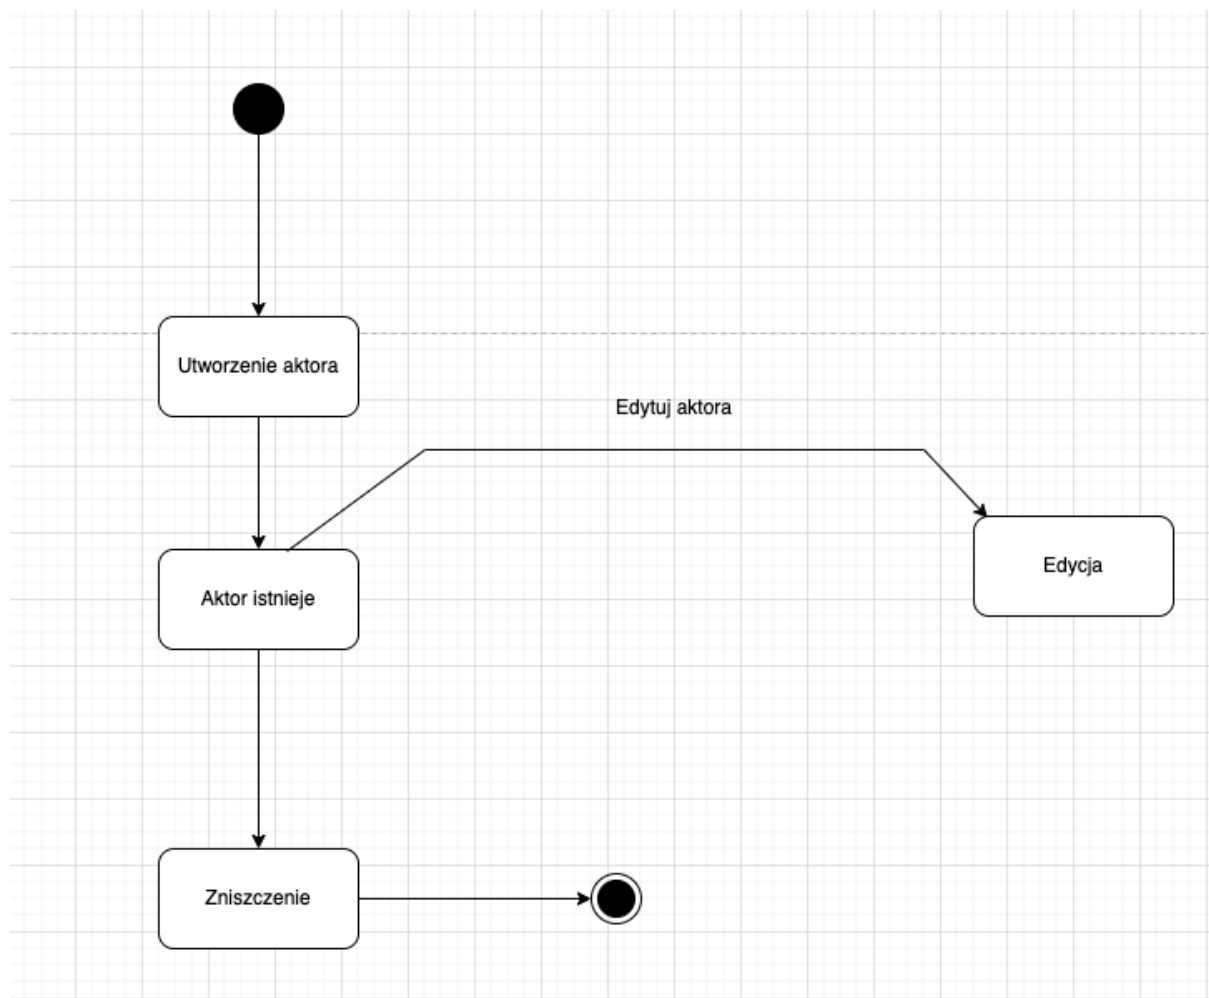 Utworzenie aktora
Edytuj aktora
Edycja
Aktor istnieje
Zniszczenie